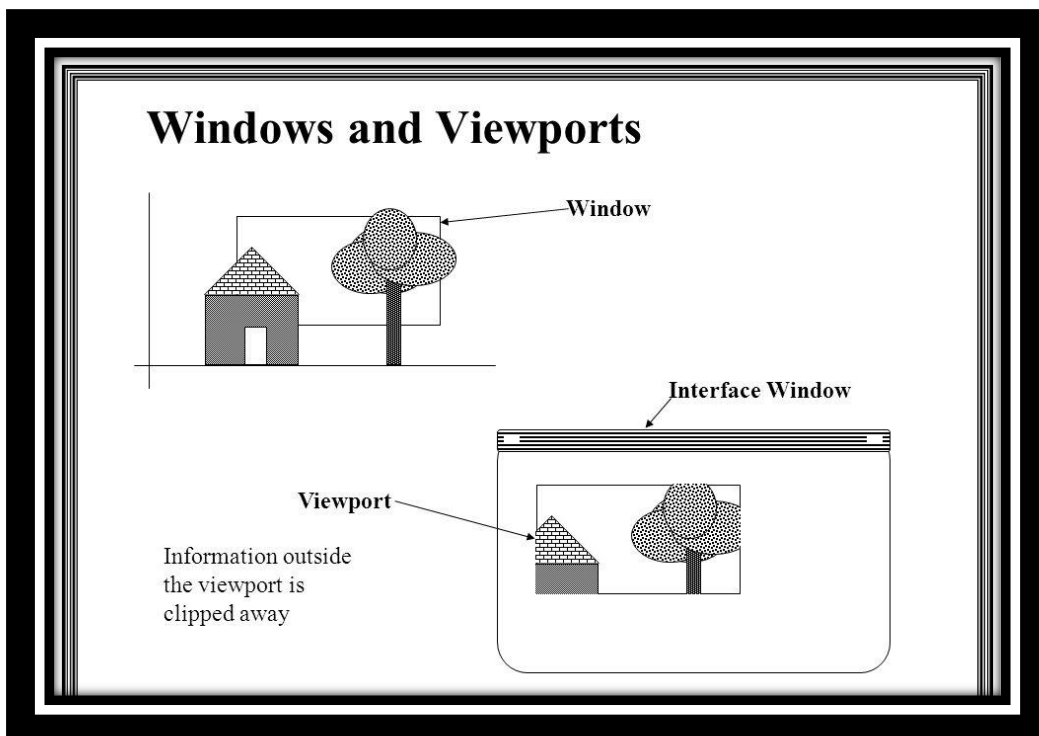 Windows and Viewports
Window
Interface Window
Viewport
Information outside
the viewport is
clipped away